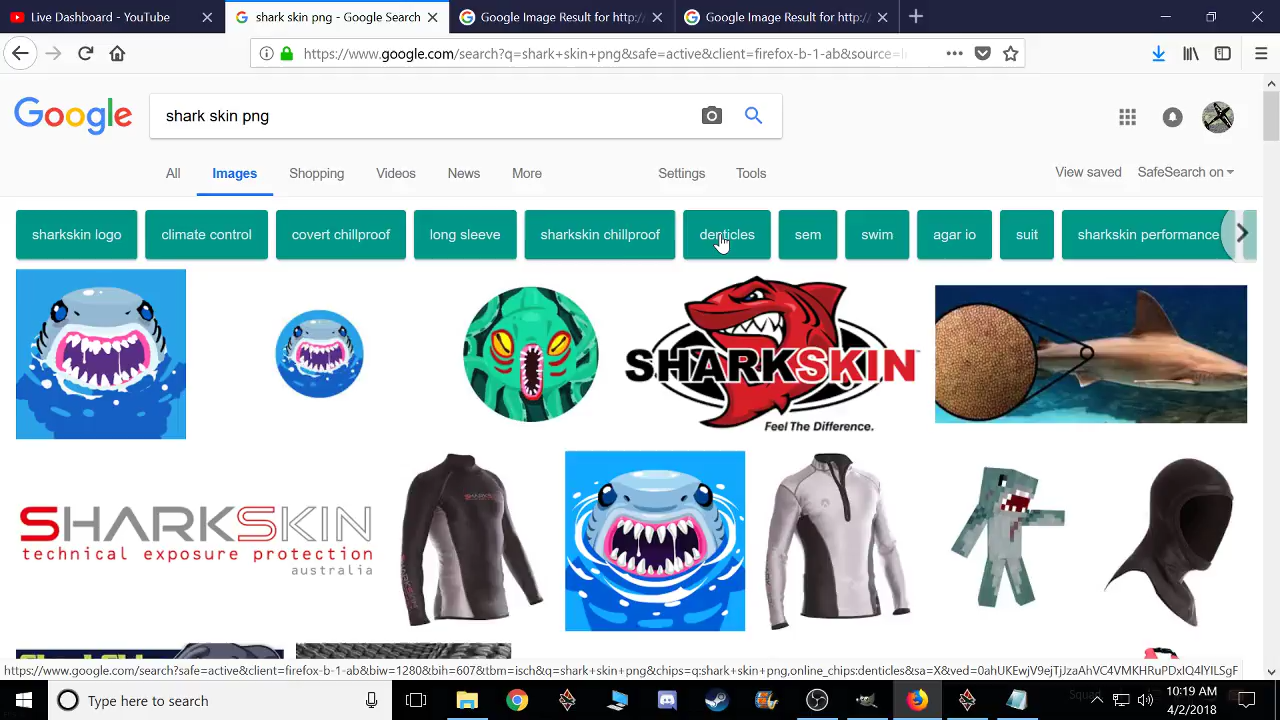 Live Dashboard - YouTube
shark skin png - Google Search
Google Image Result for http:/
Google Image Result for http:/
https://www.google.com/search?q=shark+skin+png&safe=active&client=firefox-b-1-ab&source=l
Google
shark skin png
All
Images
Shopping
Videos
News
More
Settings
Tools
View saved
SafeSearch on
sharkskin logo
climate control
covert chillproof
long sleeve
sharkskin chillproof
denticles
sem
swim
agar io
suit
sharkskin performance
SHARKSKIN
Feel The Difference.
SHARKSKIN
technical exposure protection
australia
SHARKSKIN
https://www.google.com/search?safe=active&client=firefox-b-1-ab&biw=1280&bih=607&tbm=isch&q=shark+skin+png&chips=q:shark+skin+png,online_chips:denticles&sa=X&ved=0ahUKEwjV9ejTjJzaAhVC4VMKHRuPDxIQ4lYILSgF
Type here to search
Squad
10:19 AM
4/2/2018